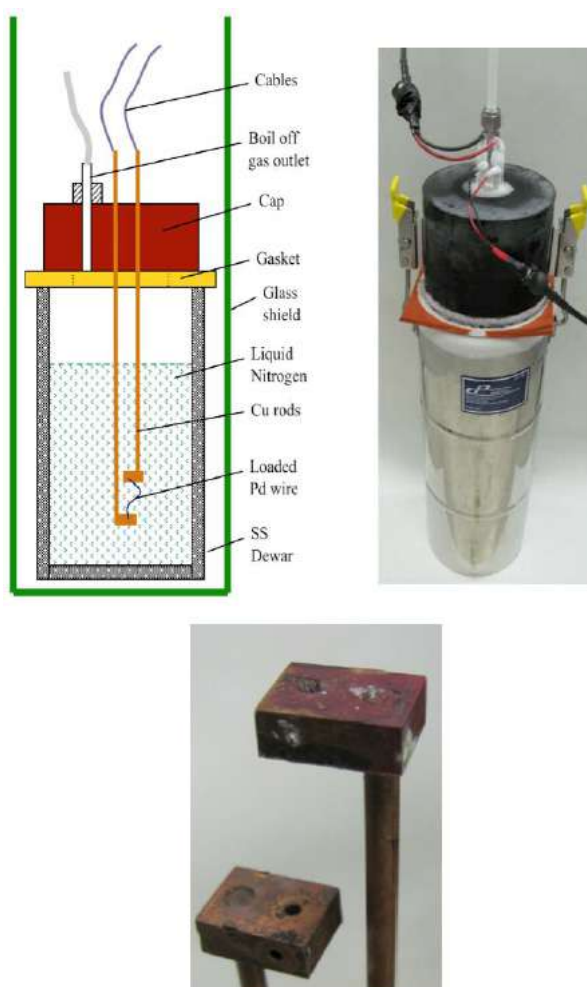 Cables
Boil off
gas outlet
Cap
Gasket
Glass
shield
Liquid
Nitrogen
Cu rods
Loaded
Pd wire
SS
Dewar